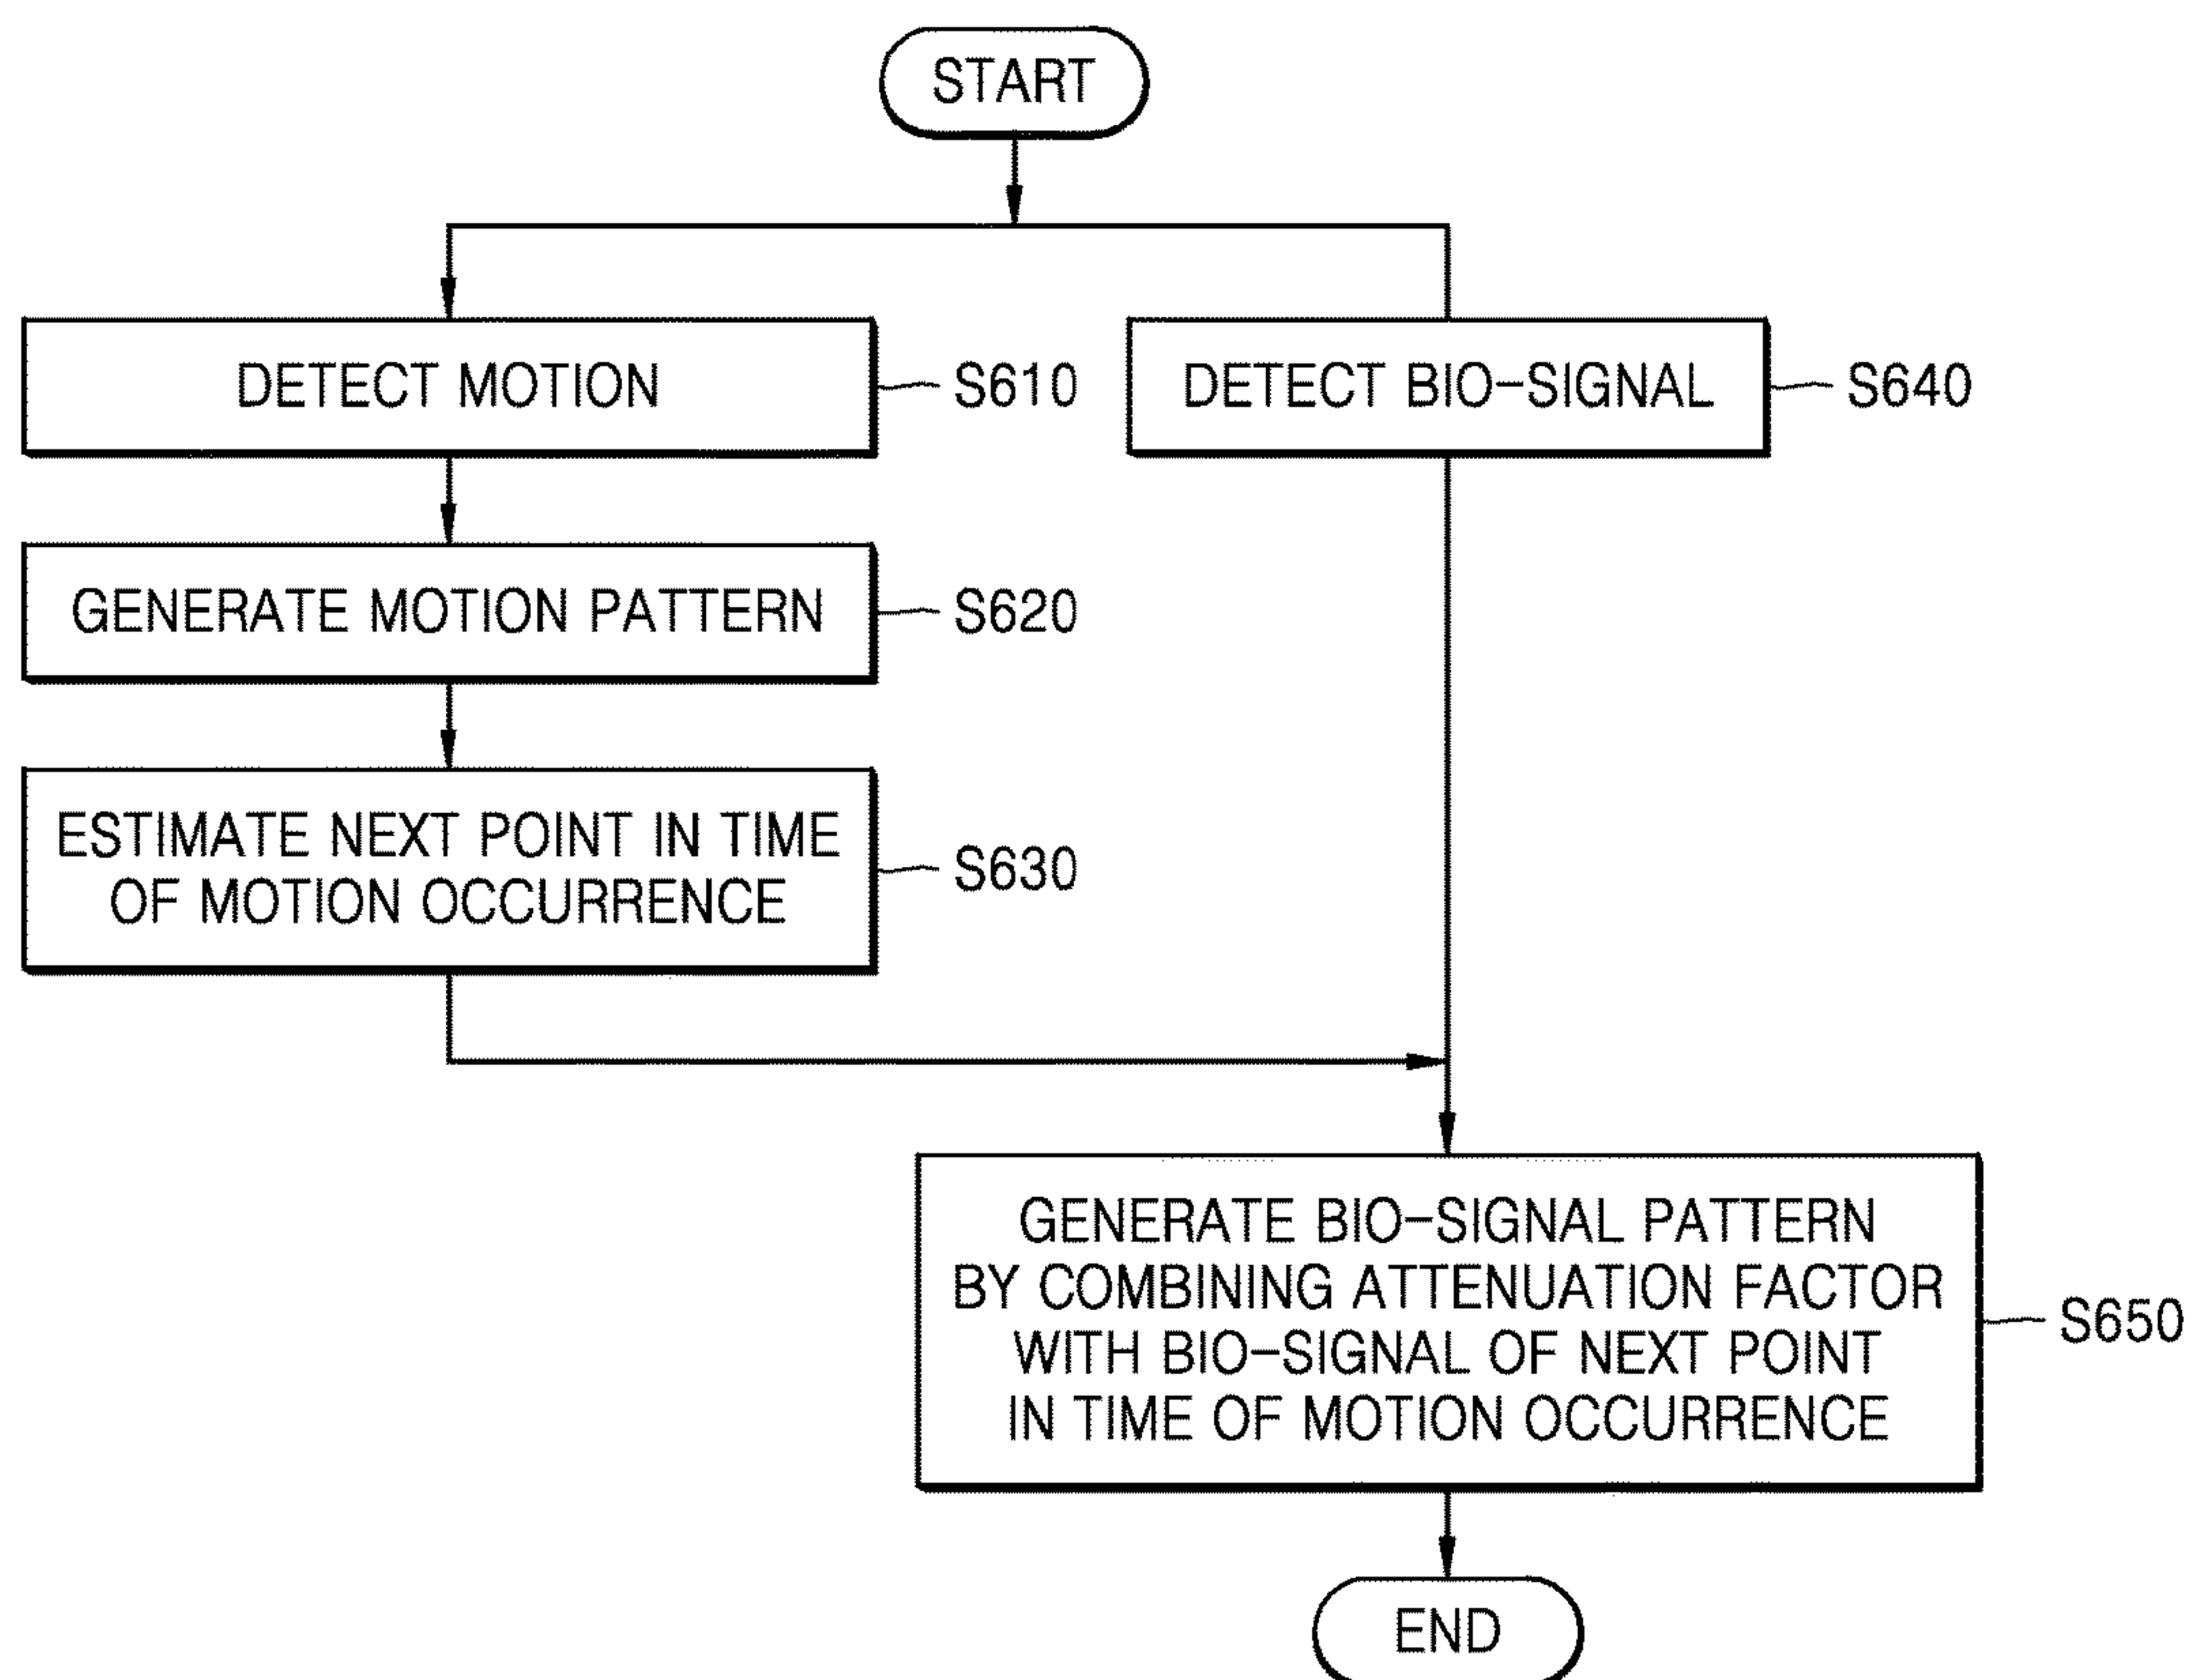 START
DETECT MOTION
S610
DETECT BIO-SIGNAL
S640
GENERATE MOTION PATTERN
S620
ESTIMATE NEXT POINT IN TIME
OF MOTION OCCURRENCE
S630
GENERATE BIO-SIGNAL PATTERN
BY COMBINING ATTENUATION FACTOR
WITH BIO-SIGNAL OF NEXT POINT
IN TIME OF MOTION OCCURRENCE
S650
END